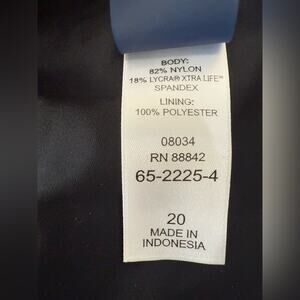 BODY:
82% NYLON
18% LYCRA® XTRA LIFE™
SPANDEX
LINING:
100% POLYESTER
08034
RN 88842
65-2225-4
20
MADE IN
INDONESIA